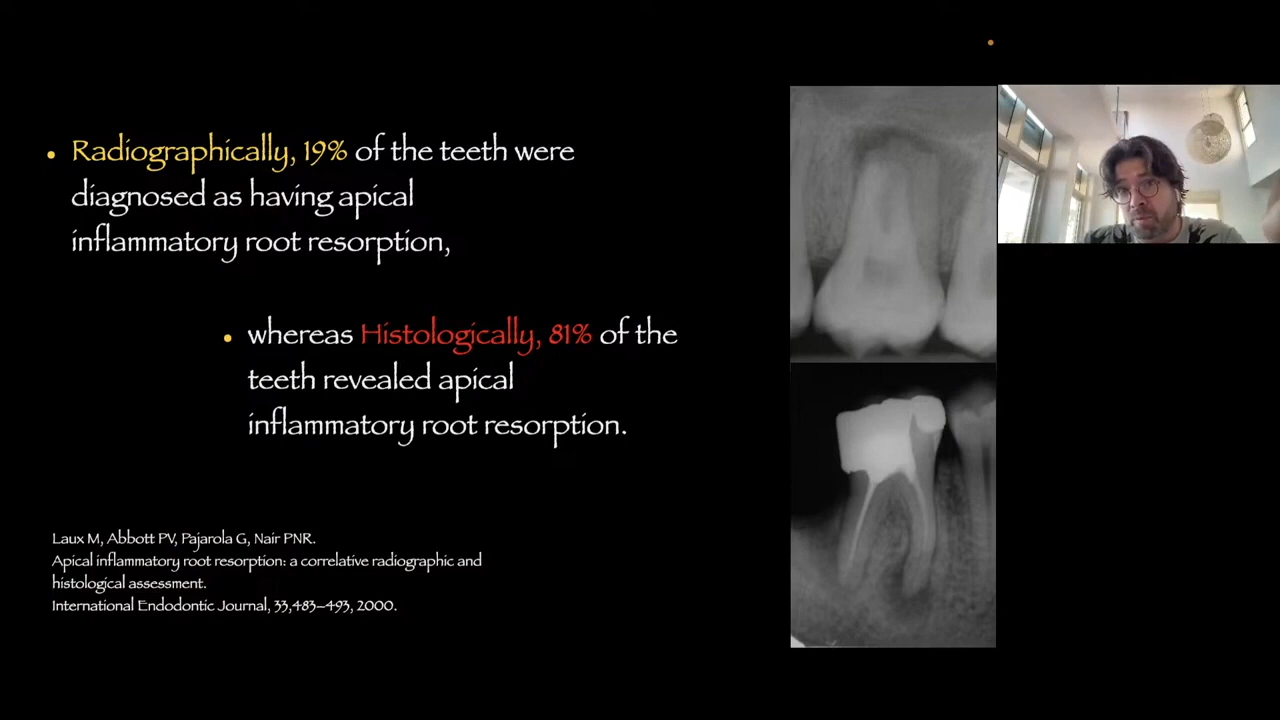 • Radiographically, 19% of the teeth were
diagnosed as having apical
inflammatory root resorption,
• whereas Histologically, 81% of the
teeth revealed apical
inflammatory root resorption.
Laux M, Abbott PV, Pajarola G, Nair PNR.
Apical inflammatory root resorption: a correlative radiographic and
histological assessment.
International Endodontic Journal, 33,483–493, 2000.